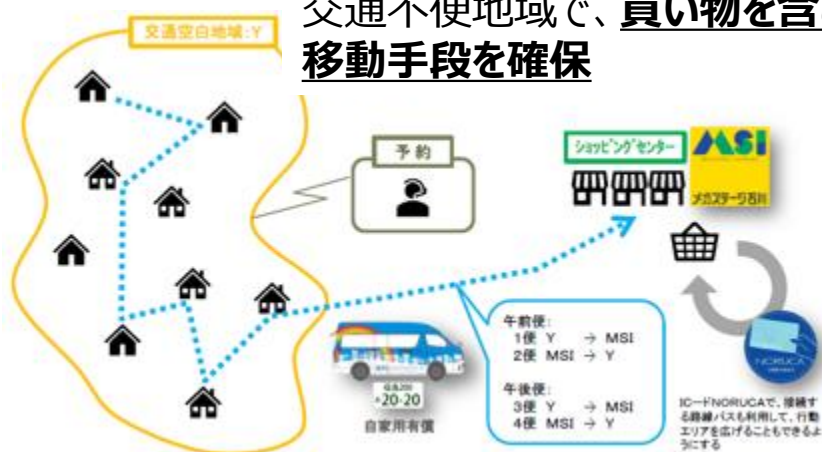 交通不便地域で、買い物を含
移動手段を確保
交通空白地域:Y
予約
ショッピングセンター
MSI
メガステージ石川
午前便:
1便 Y → MSI
2便 MSI → Y
午後便:
3便 Y → MSI
4便 MSI → Y
20-20
自家用有償
NORUCA
ICードNORUCAで、接続す
る路線バスも利用して、行動
エリアを広げることもできるよ
うにする